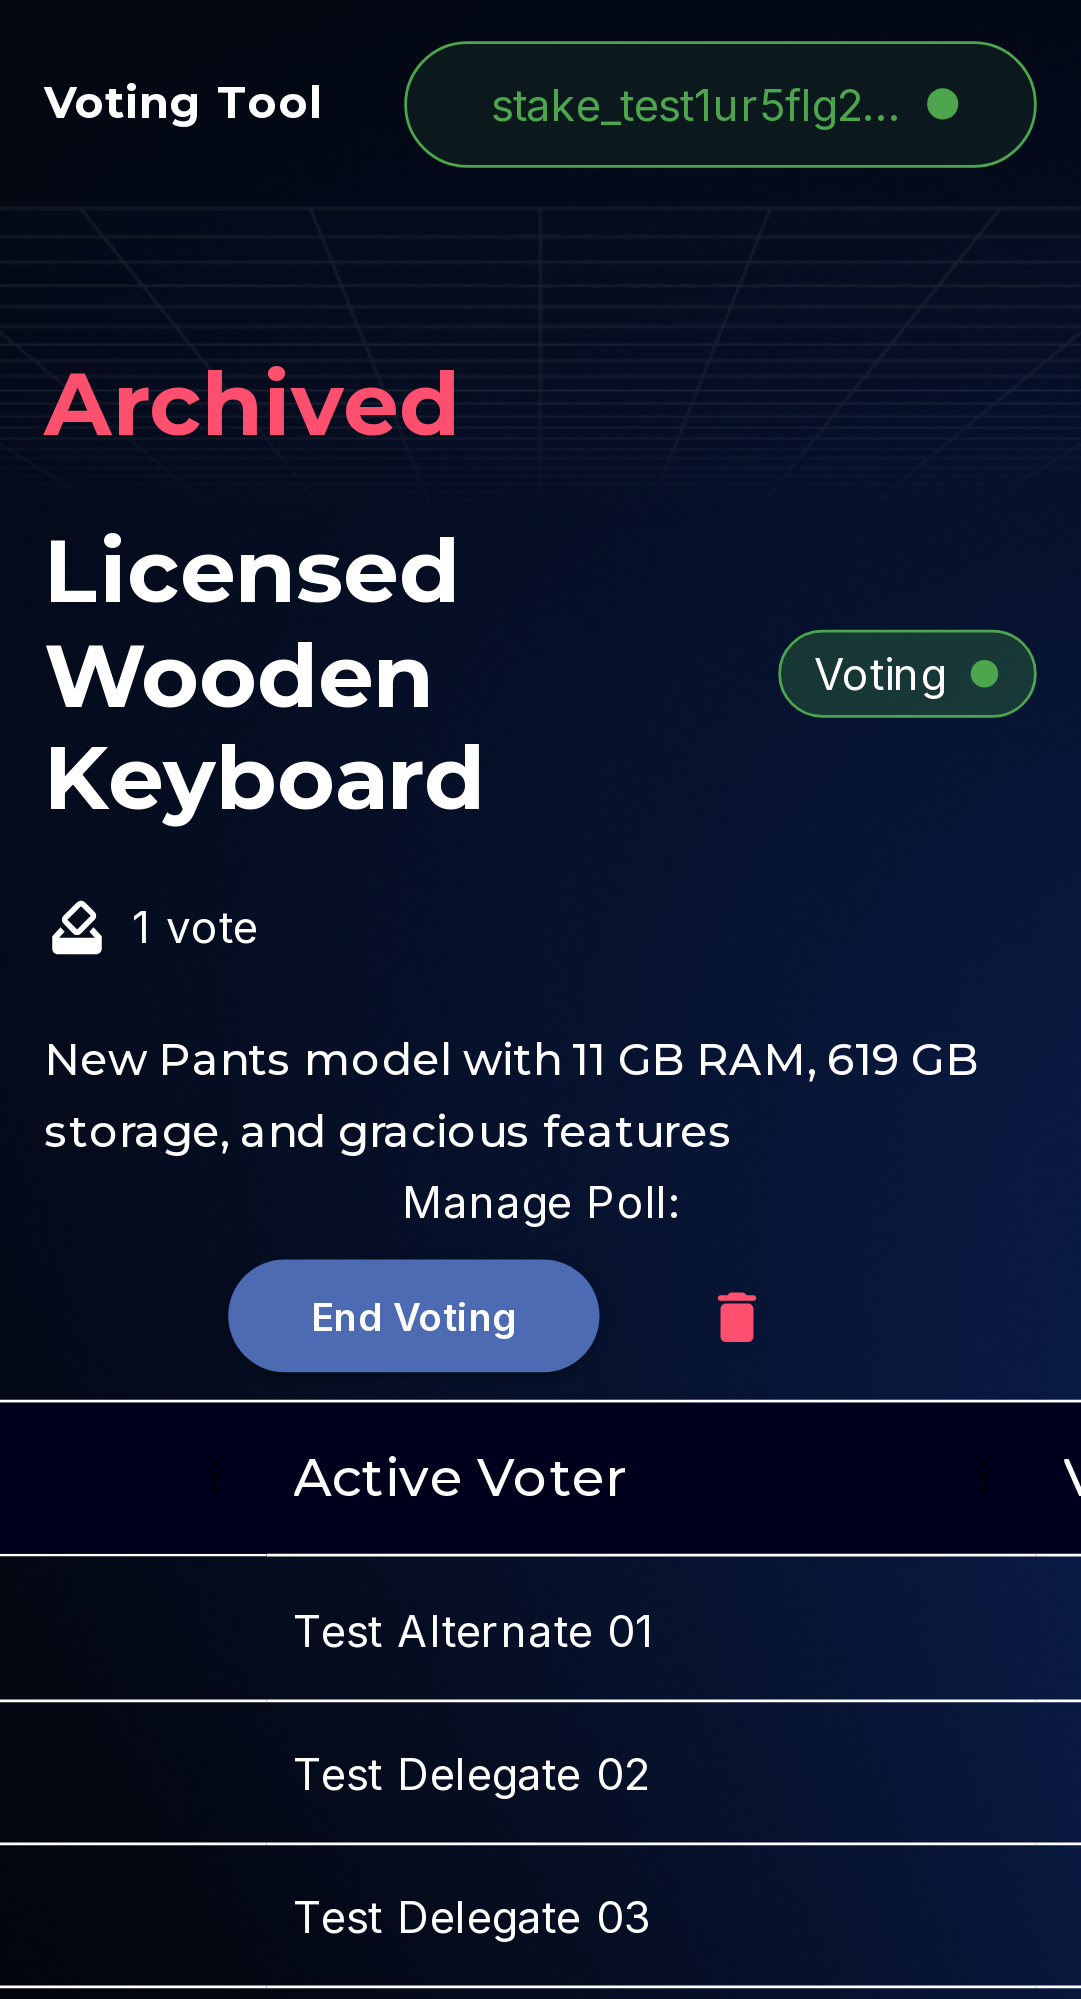 Voting Tool
stake_test1ur5flg2...
Archived
Licensed
Wooden
Keyboard
Voting
1 vote
New Pants model with 11 GB RAM, 619 GB
storage, and gracious features
Manage Poll:
End Voting
Active Voter
Test Alternate 01
Test Delegate 02
Test Delegate 03